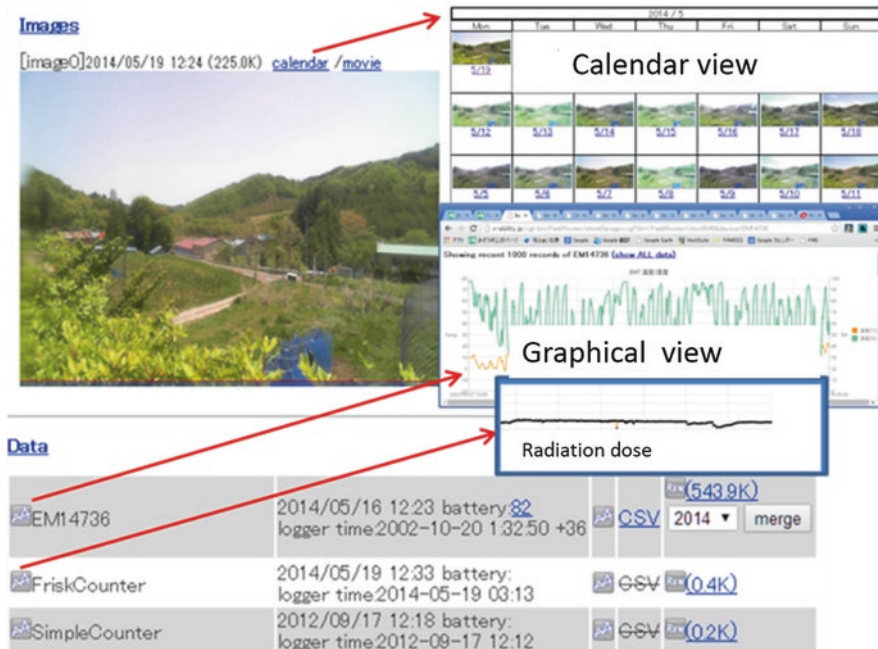 Images
[image0]2014/05/19 12:24 (225.0K) calendar /movie
2014 / 5
Mon Tue Wed Thu Fri Sat Sun
5/19
Calendar view
5/12 5/13 5/14 5/15 5/16 5/17 5/18
5/5 5/6 5/7 5/8 5/9 5/10 5/11
Showing recent 1000 records of EM14736 (show ALL data)
Graphical view
Radiation dose
Data
EM14736
2014/05/16 12:23 battery:82
logger time:2002-10-20 1:32:50 +36
CSV
RAW(543.9K)
2014 ▼ merge
FriskCounter
2014/05/19 12:33 battery:
logger time:2014-05-19 03:13
CSV RAW(0.4K)
SimpleCounter
2012/09/17 12:18 battery:
logger time:2012-09-17 12:12
CSV RAW(0.2K)